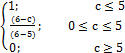 1; c ≤ 5
(6−c)/(6−5); 0 ≤ c ≤ 5
0; c ≥ 5